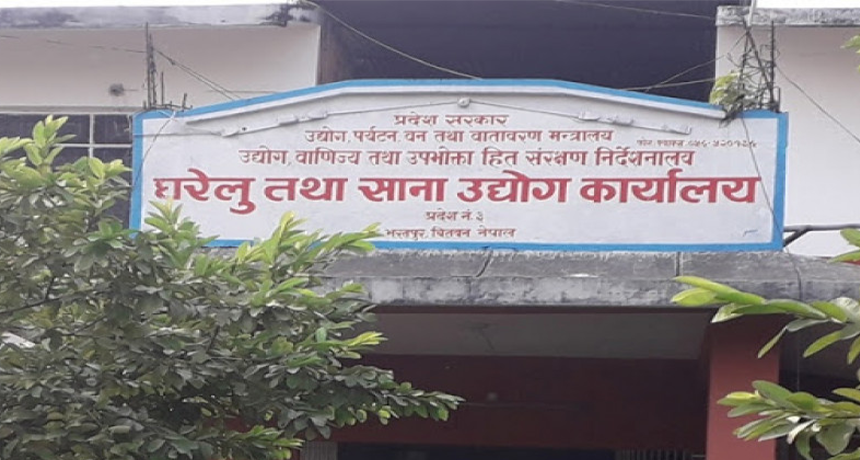 प्रदेश सरकार
उद्योग, पर्यटन, वन तथा वातावरण मन्त्रालय
उद्योग, वाणिज्य तथा उपभोक्ता हित संरक्षण निर्देशनालय
घरेलु तथा साना उद्योग कार्यालय
प्रदेश नं. ३
भरतपुर, चितवन नेपाल